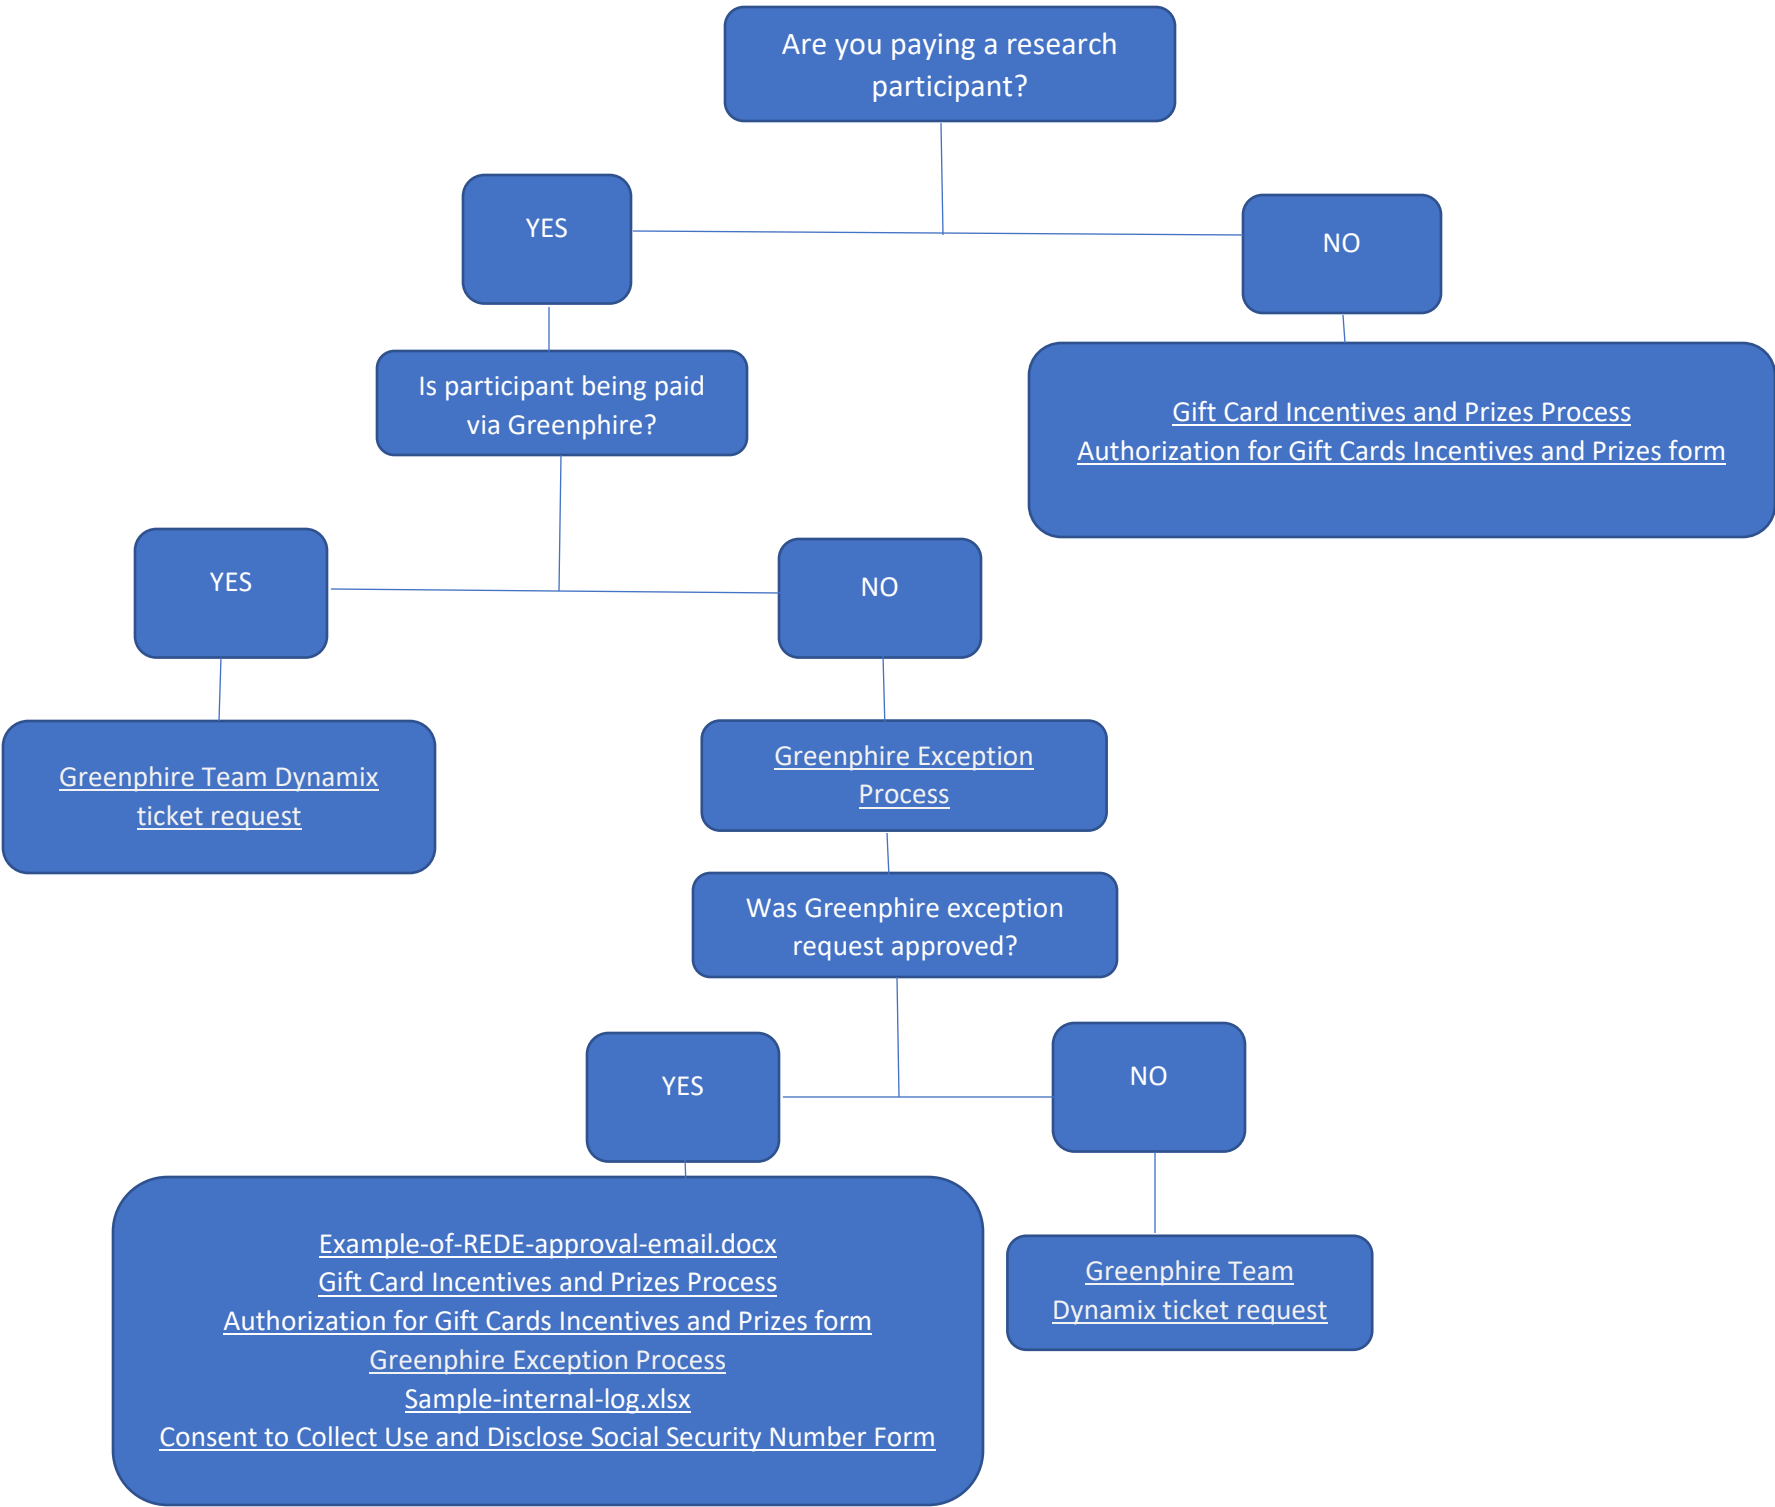 Are you paying a research
participant?
YES
NO
Is participant being paid
via Greenphire?
Gift Card Incentives and Prizes Process
Authorization for Gift Cards Incentives and Prizes form
YES
NO
Greenphire Team Dynamix
ticket request
Greenphire Exception
Process
Was Greenphire exception
request approved?
YES
NO
Example-of-REDE-approval-email.docx
Gift Card Incentives and Prizes Process
Authorization for Gift Cards Incentives and Prizes form
Greenphire Exception Process
Sample-internal-log.xlsx
Consent to Collect Use and Disclose Social Security Number Form
Greenphire Team
Dynamix ticket request